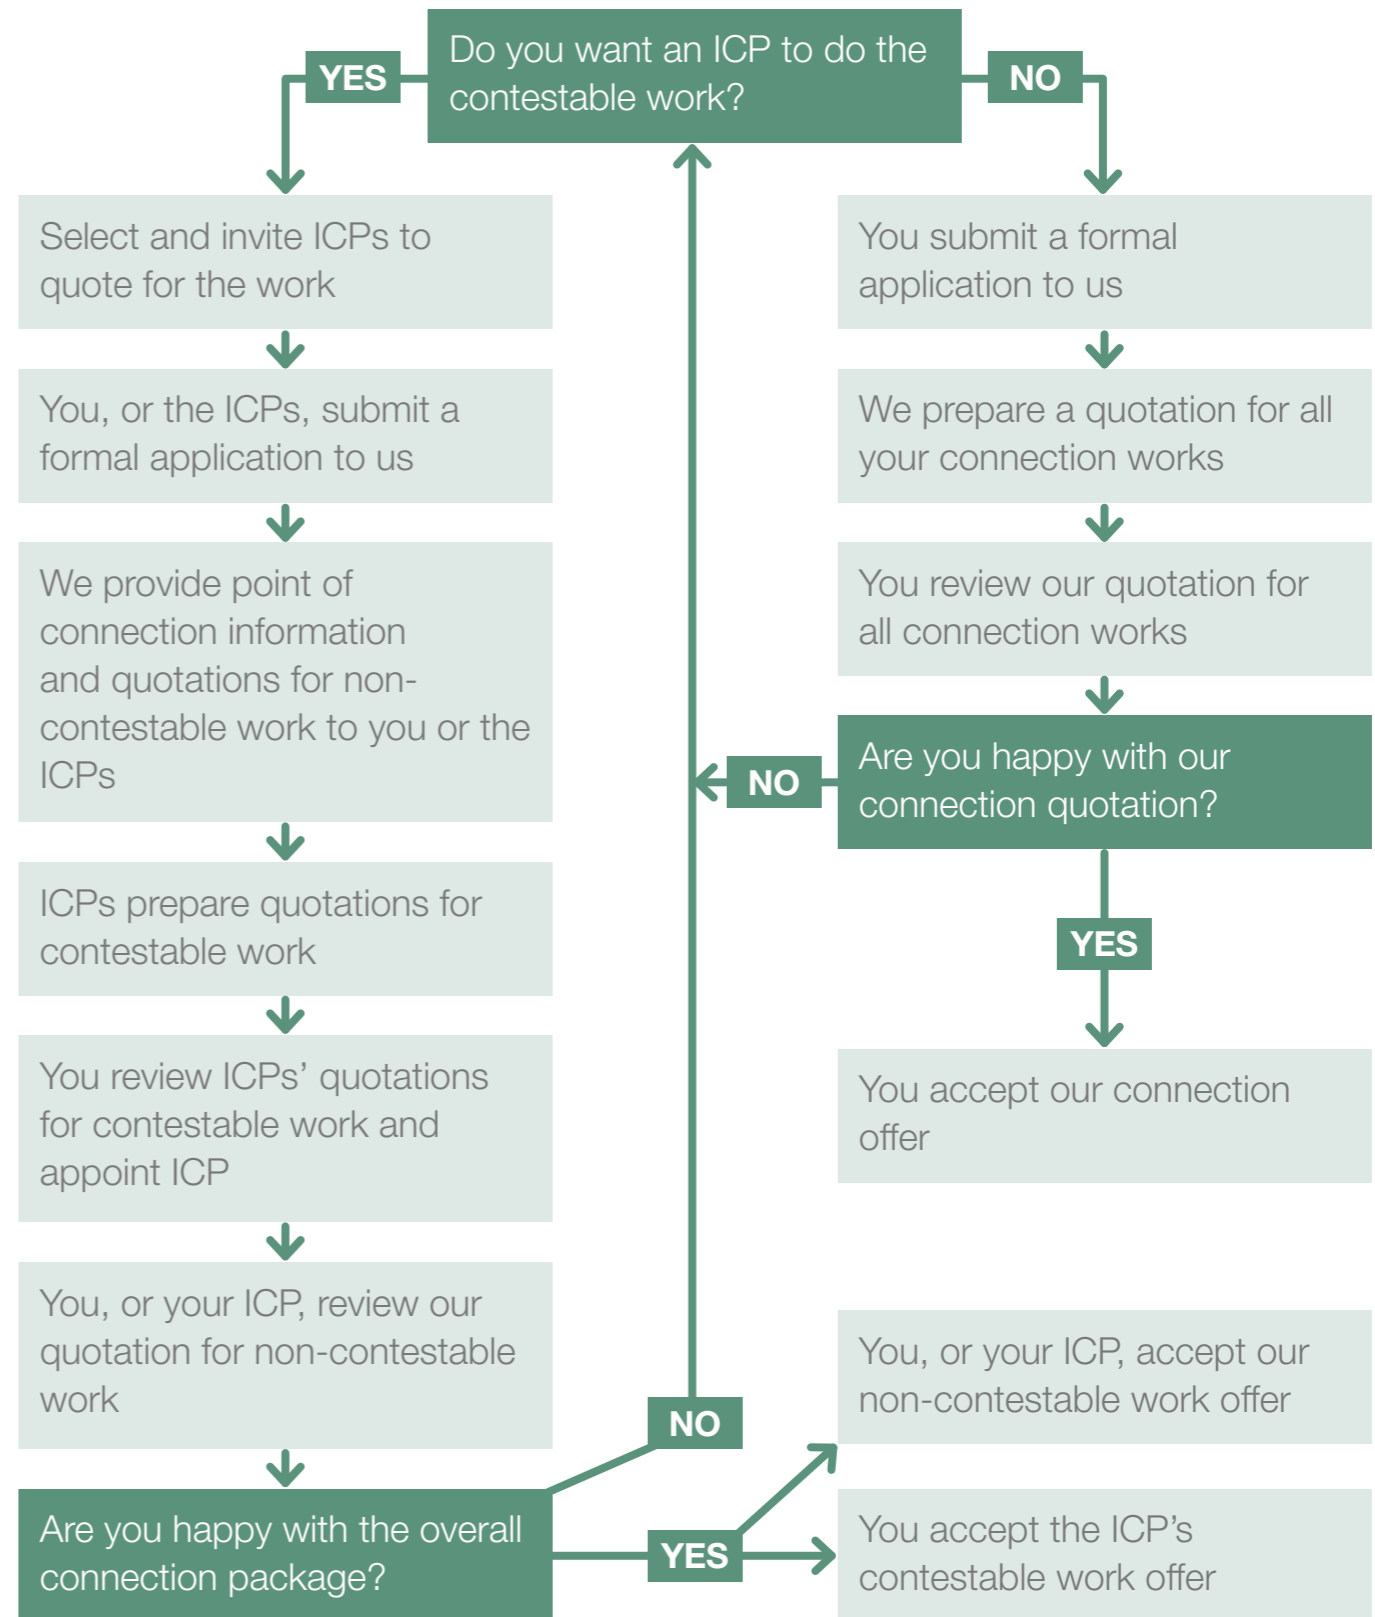 Do you want an ICP to do the
contestable work?
YES
NO
Select and invite ICPs to
quote for the work
You, or the ICPs, submit a
formal application to us
We provide point of
connection information
and quotations for non-
contestable work to you or the
ICPs
ICPs prepare quotations for
contestable work
You review ICPs’ quotations
for contestable work and
appoint ICP
You, or your ICP, review our
quotation for non-contestable
work
Are you happy with the overall
connection package?
NO
YES
You submit a formal
application to us
We prepare a quotation for all
your connection works
You review our quotation for
all connection works
Are you happy with our
connection quotation?
NO
YES
You accept our connection
offer
You, or your ICP, accept our
non-contestable work offer
You accept the ICP’s
contestable work offer